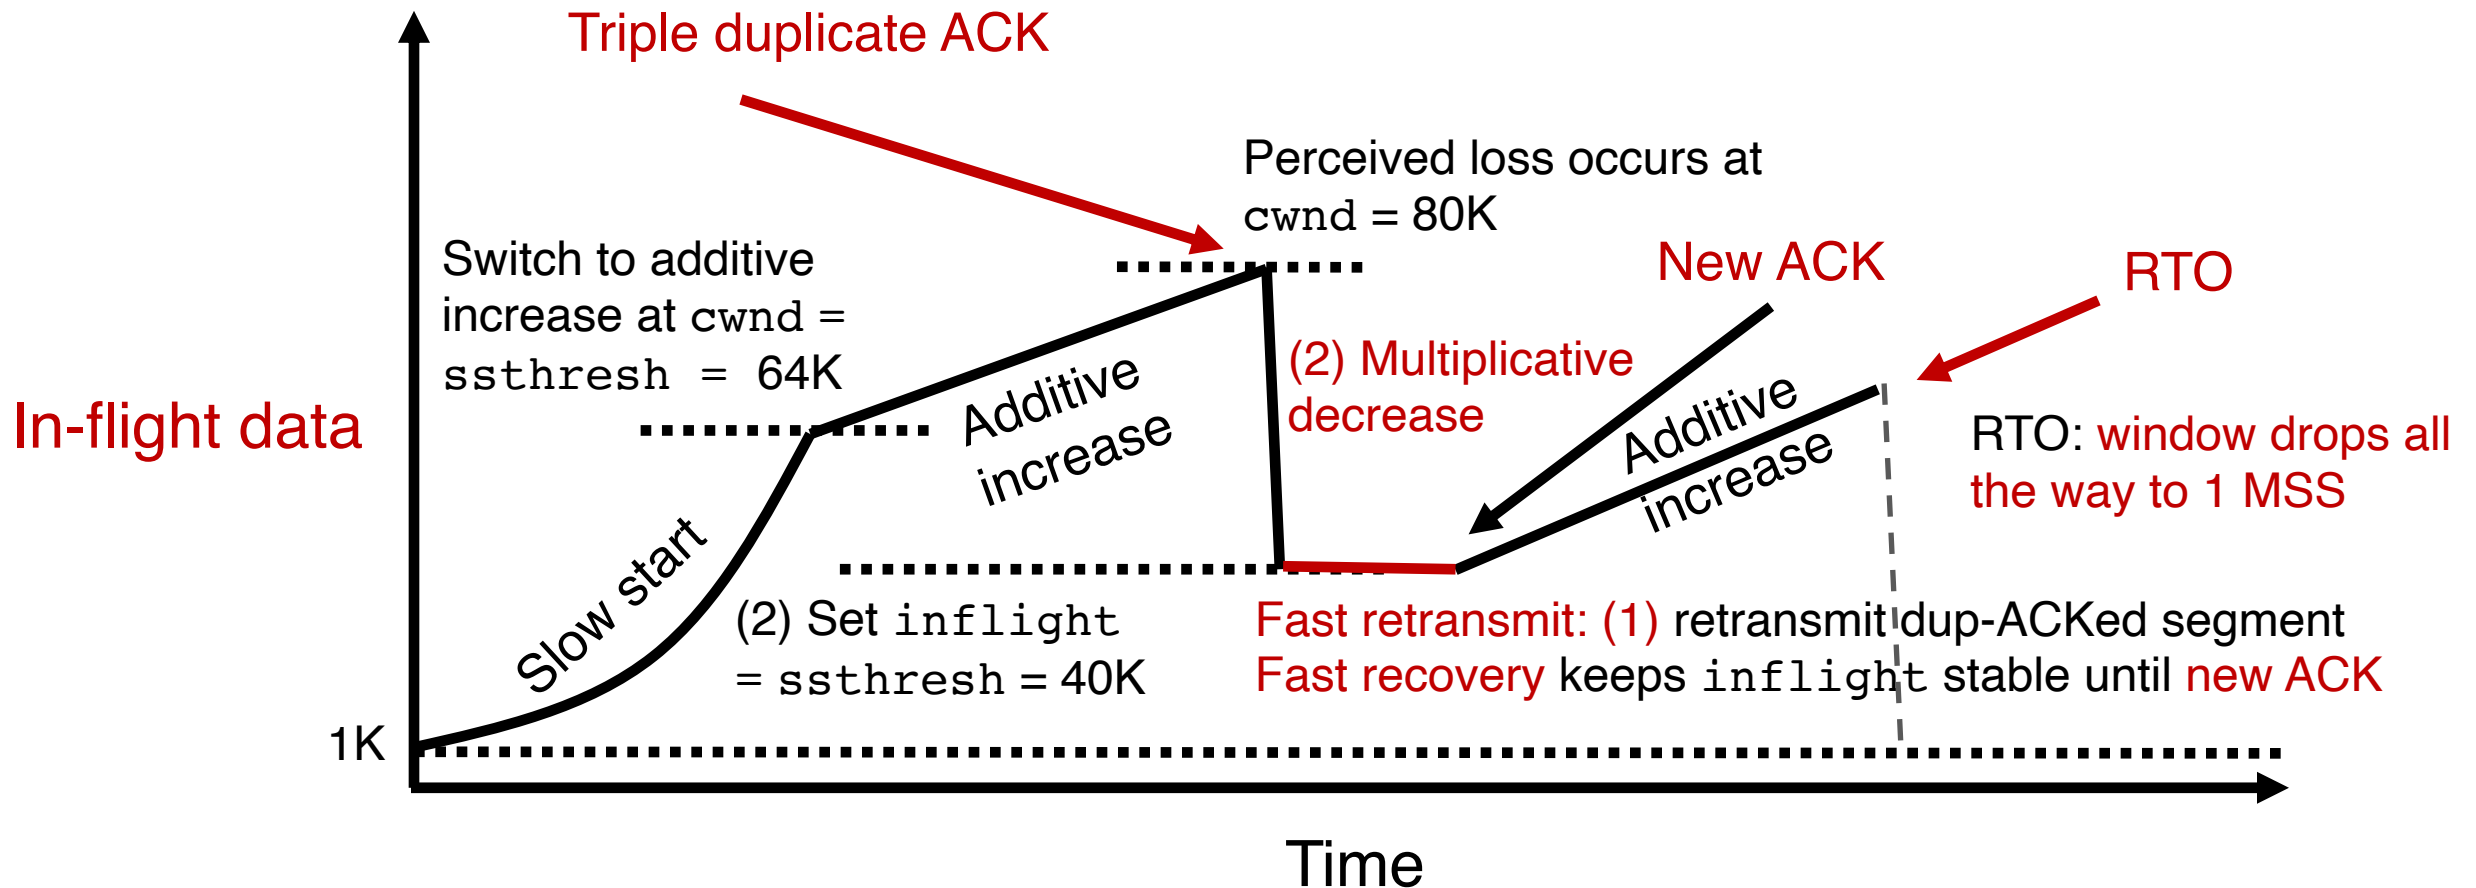 Triple duplicate ACK
Perceived loss occurs at
cwnd = 80K
Switch to additive
increase at cwnd =
ssthresh = 64K
New ACK
RTO
(2) Multiplicative
decrease
Additive
increase
Additive
increase
In-flight data
RTO: window drops all
the way to 1 MSS
Slow start
(2) Set inflight
= ssthresh = 40K
Fast retransmit: (1) retransmit dup-ACKed segment
Fast recovery keeps inflight stable until new ACK
1K
Time